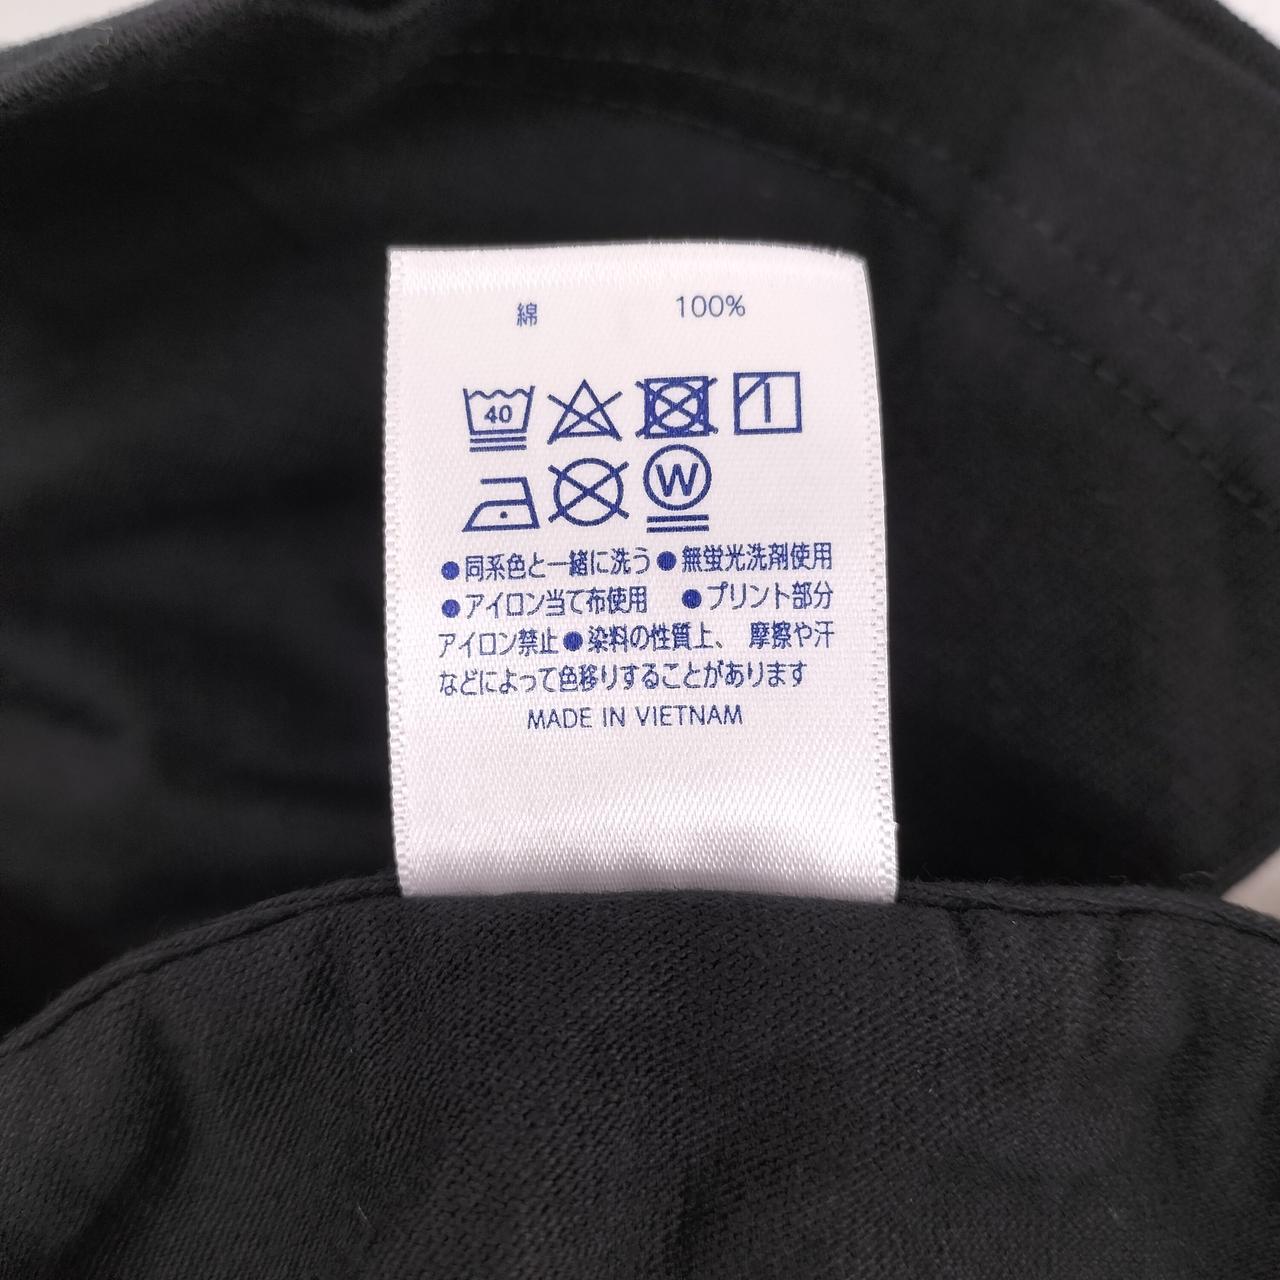 綿 100%
40
W
●同系色と一緒に洗う●無蛍光洗剤使用
●アイロン当て布使用 ●プリント部分
アイロン禁止●染料の性質上、摩擦や汗
などによって色移りすることがあります
MADE IN VIETNAM